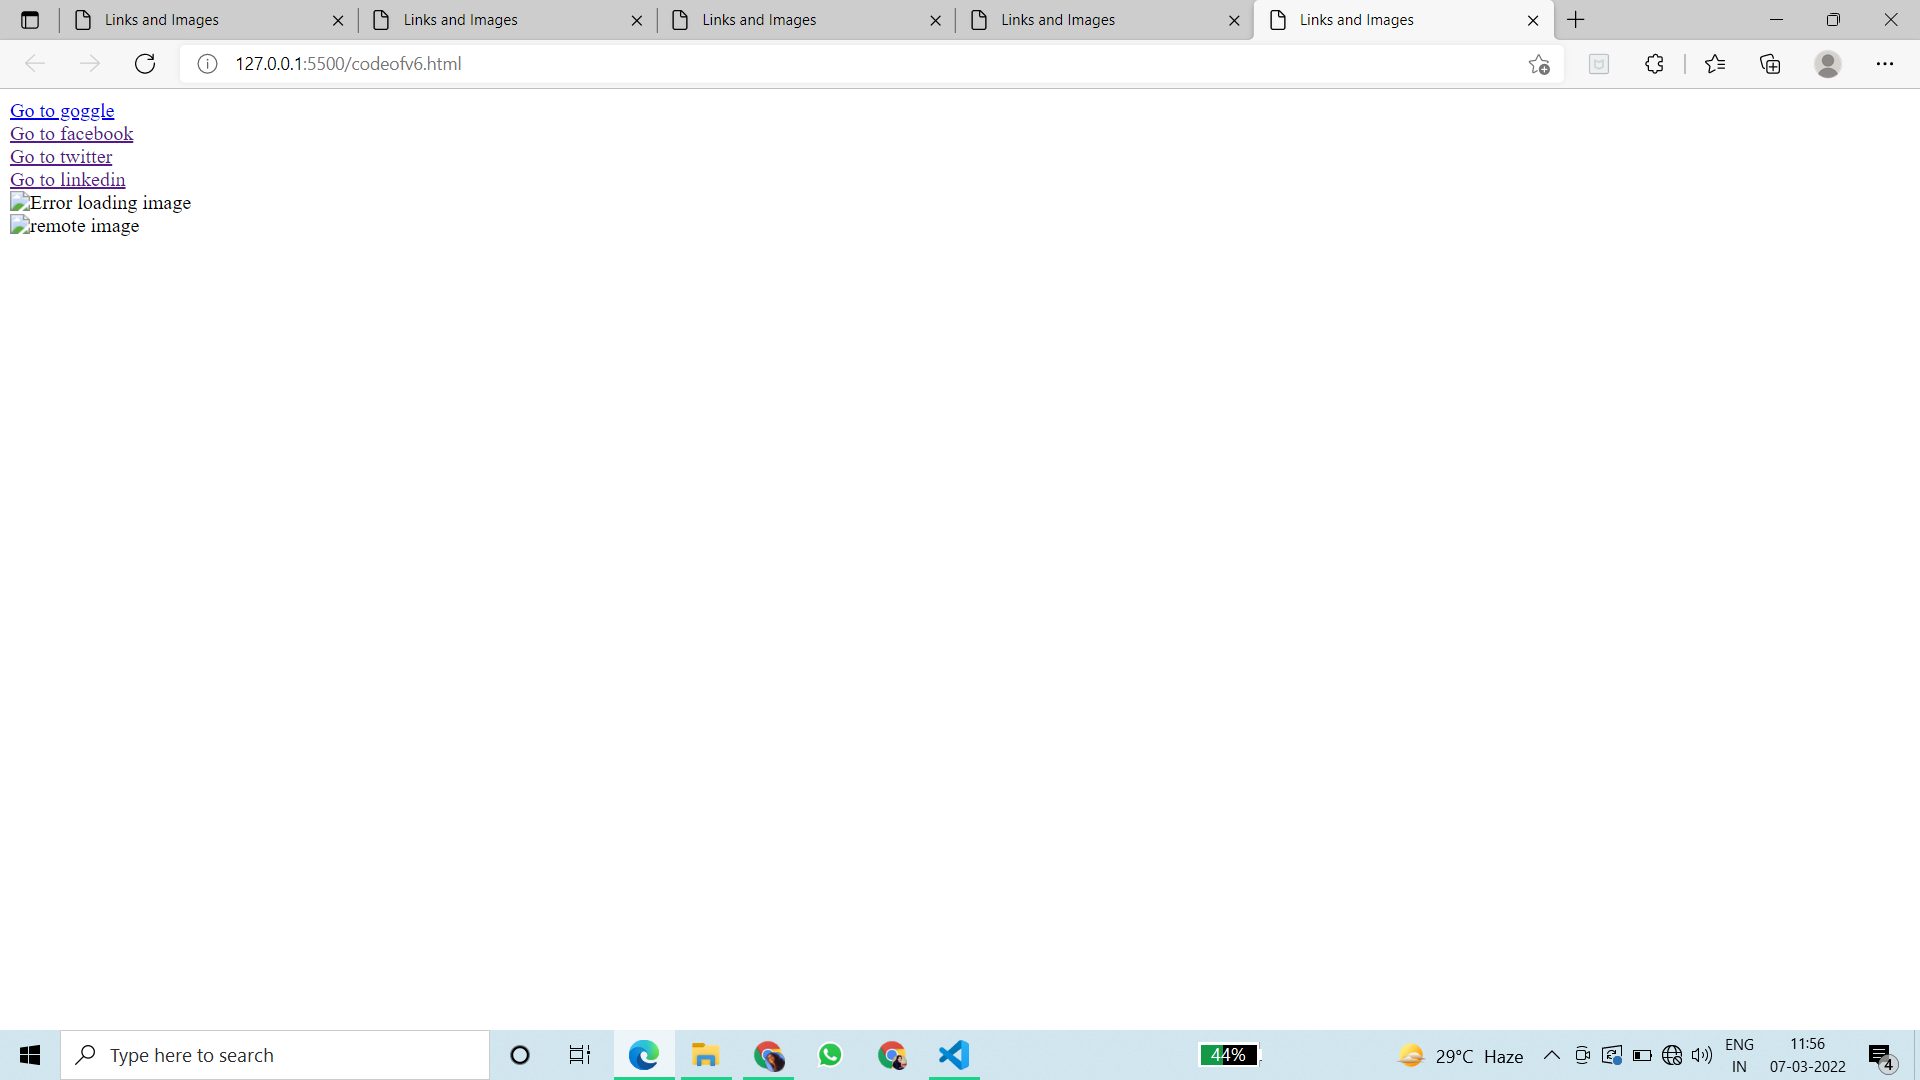 Links and Images
Links and Images
Links and Images
Links and Images
Links and Images
127.0.0.1:5500/codeofv6.html
Go to goggle
Go to facebook
Go to twitter
Go to linkedin
Error loading image
remote image
Type here to search
44%
29°C Haze
ENG
IN
11:56
07-03-2022
4